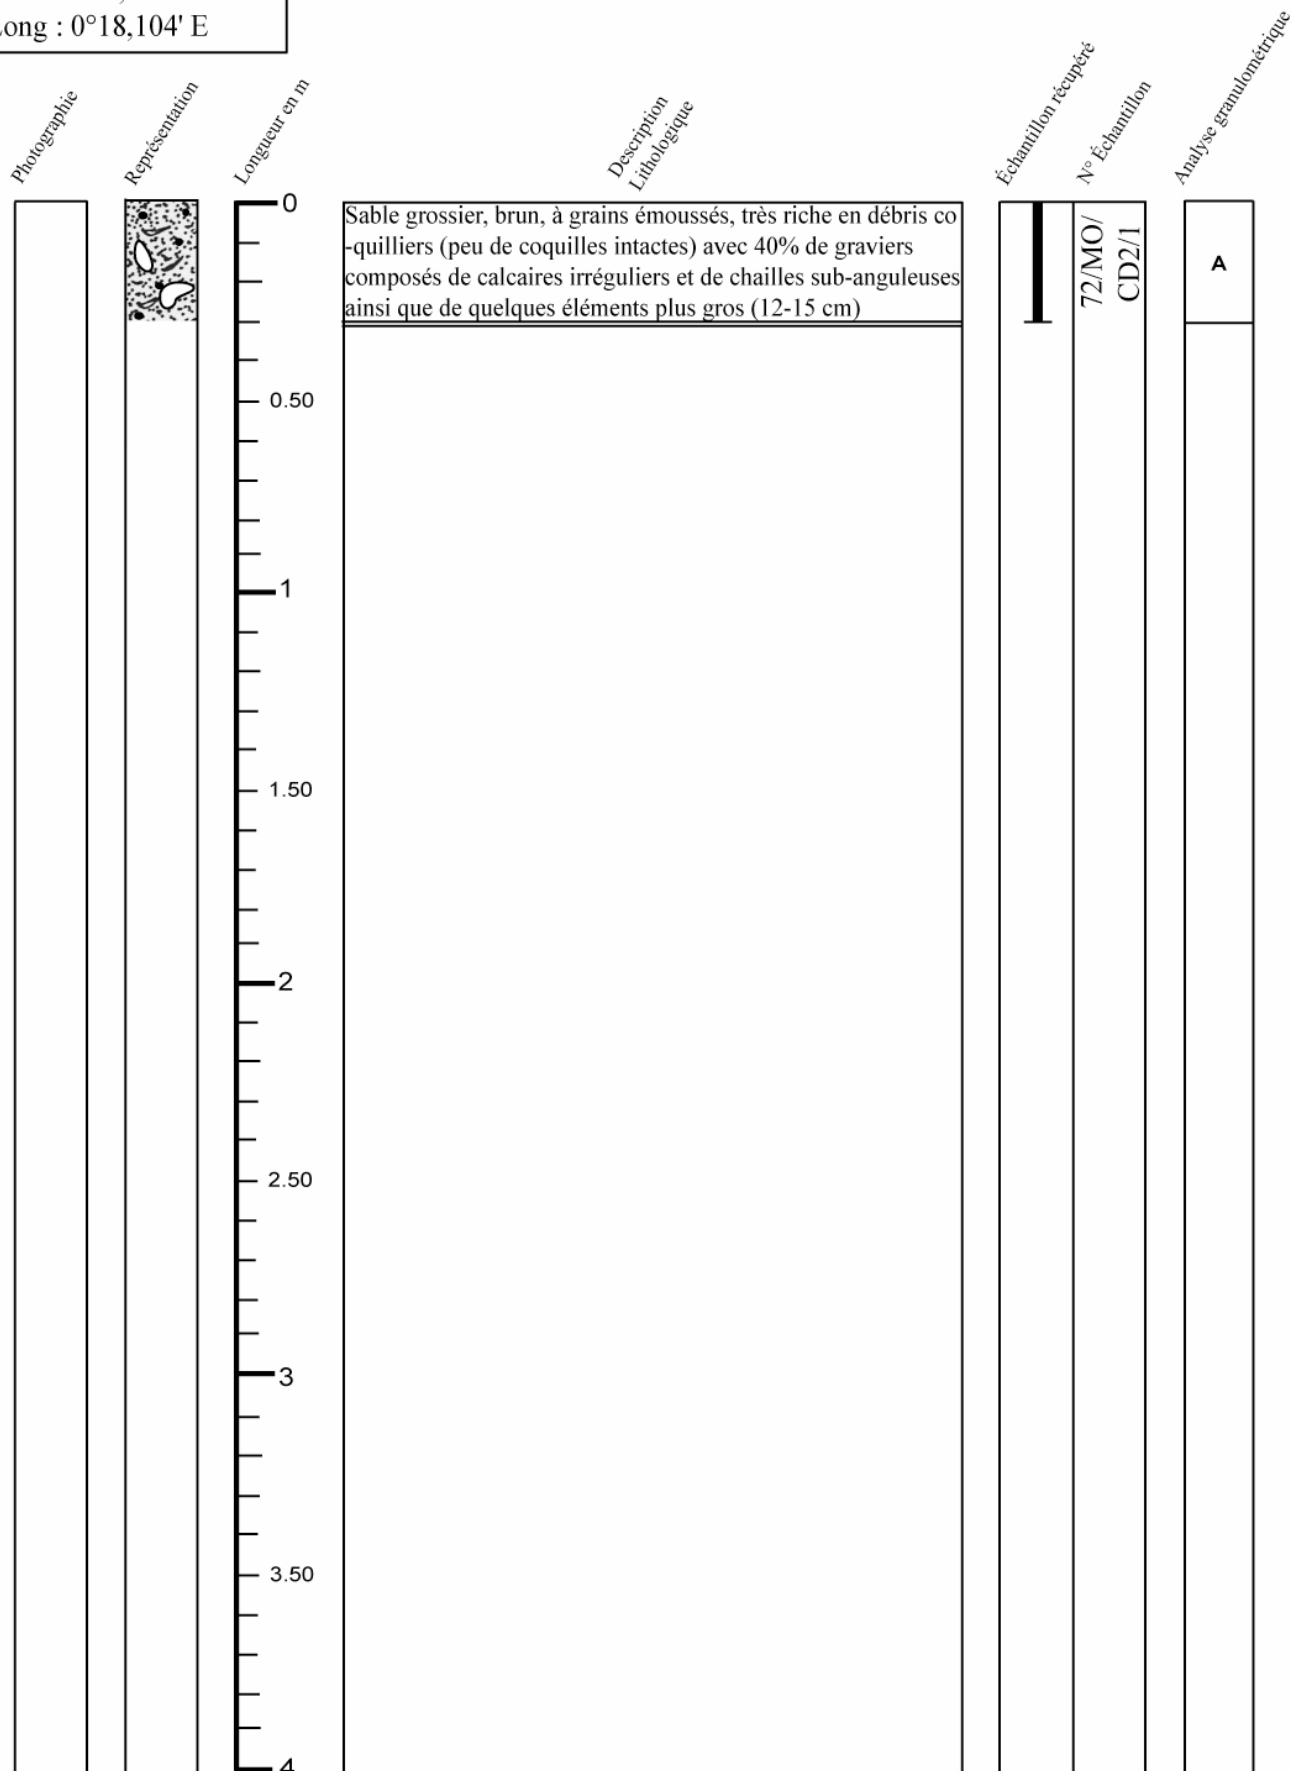 Long : 0°18,104' E
Photographie
Représentation
Longueur en m
Description
Lithologique
Échantillon récupéré
N° Échantillon
Analyse granulométrique
0
Sable grossier, brun, à grains émoussés, très riche en débris co
-quilliers (peu de coquilles intactes) avec 40% de graviers
composés de calcaires irréguliers et de chailles sub-anguleuses
ainsi que de quelques éléments plus gros (12-15 cm)
72/MO/
CD2/1
A
0.50
1
1.50
2
2.50
3
3.50
4